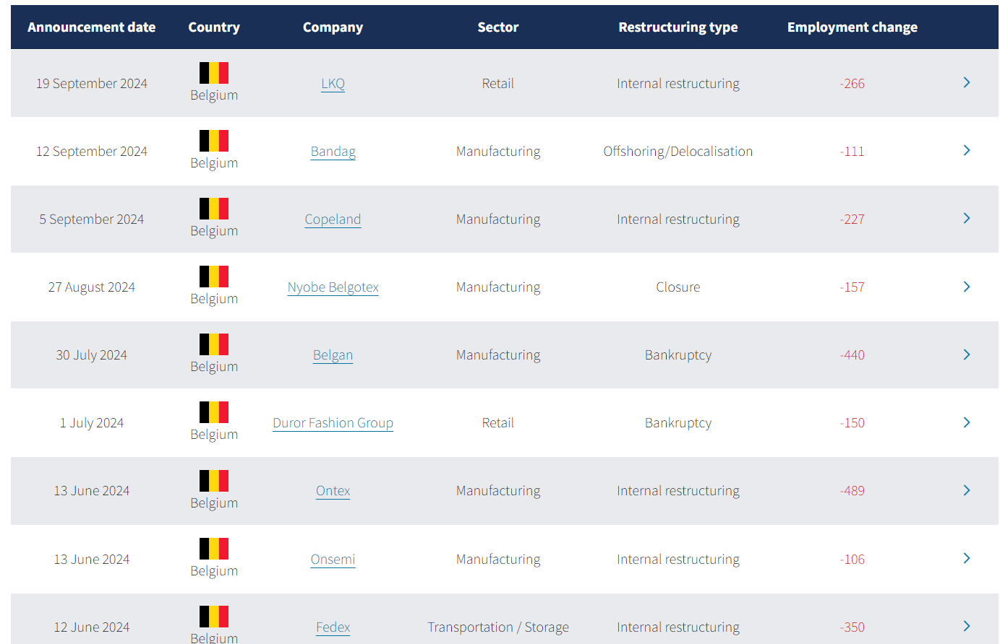 Announcement date Country Company Sector Restructuring type Employment change
19 September 2024 Belgium LKQ Retail Internal restructuring -266
12 September 2024 Belgium Bandag Manufacturing Offshoring/Delocalisation -111
5 September 2024 Belgium Copeland Manufacturing Internal restructuring -227
27 August 2024 Belgium Nyobe Belgotex Manufacturing Closure -157
30 July 2024 Belgium Belgan Manufacturing Bankruptcy -440
1 July 2024 Belgium Duror Fashion Group Retail Bankruptcy -150
13 June 2024 Belgium Ontex Manufacturing Internal restructuring -489
13 June 2024 Belgium Onsemi Manufacturing Internal restructuring -106
12 June 2024 Belgium Fedex Transportation / Storage Internal restructuring -350